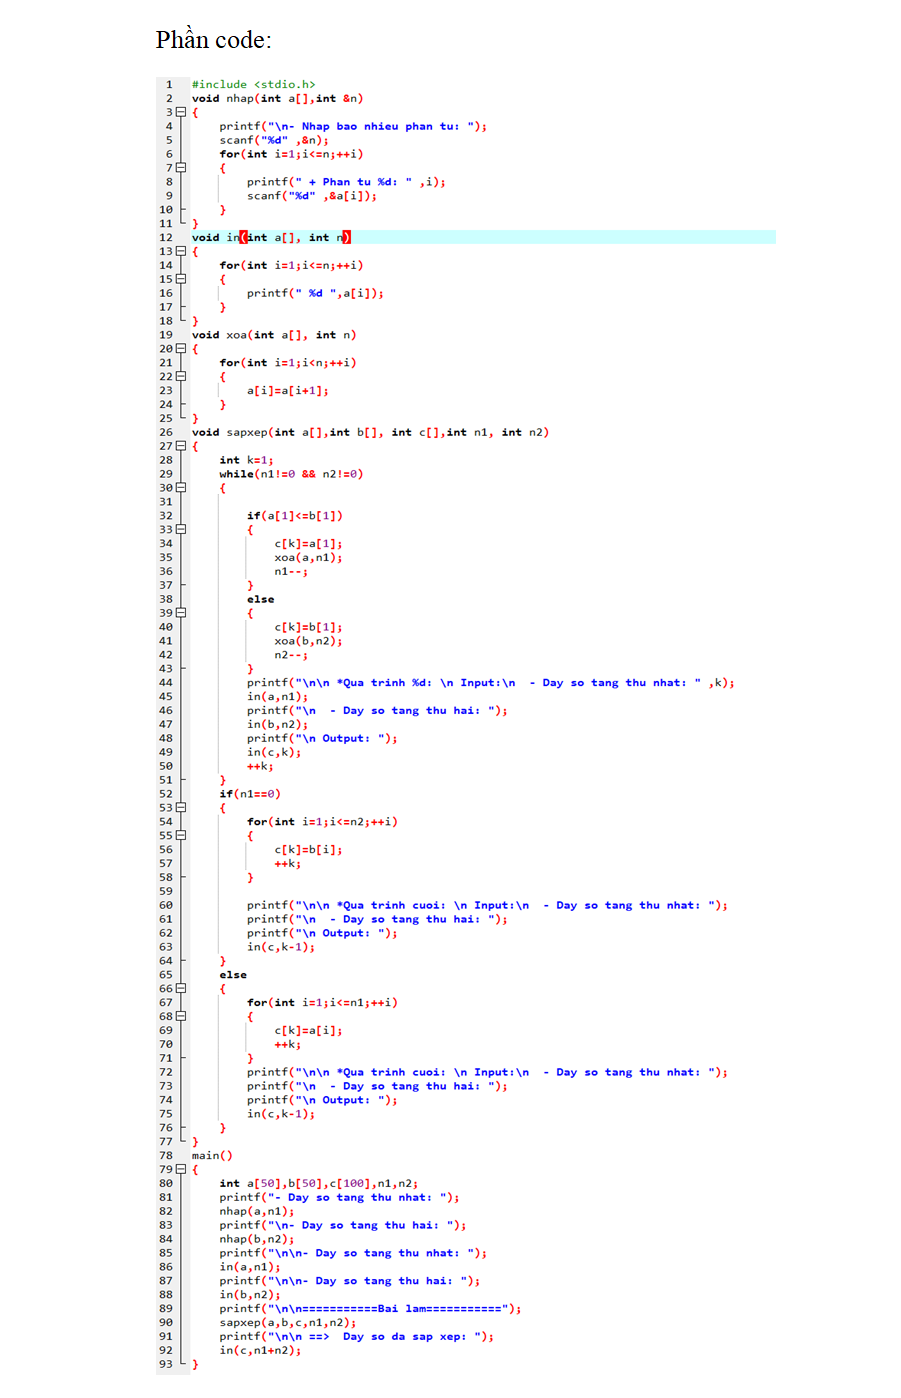 Phần code:
1 #include <stdio.h>
2 void nhap(int a[],int &n)
3 {
4 printf("\n- Nhap bao nhieu phan tu: ");
5 scanf("%d" ,&n);
6 for(int i=1;i<=n;++i)
7 {
8 printf(" + Phan tu %d: " ,i);
9 scanf("%d" ,&a[i]);
10 }
11 }
12 void in(int a[], int n)
13 {
14 for(int i=1;i<=n;++i)
15 {
16 printf(" %d ",a[i]);
17 }
18 }
19 void xoa(int a[], int n)
20 {
21 for(int i=1;i<n;++i)
22 {
23 a[i]=a[i+1];
24 }
25 }
26 void sapxep(int a[],int b[], int c[],int n1, int n2)
27 {
28 int k=1;
29 while(n1!=0 && n2!=0)
30 {
31
32 if(a[1]<=b[1])
33 {
34 c[k]=a[1];
35 xoa(a,n1);
36 n1--;
37 }
38 else
39 {
40 c[k]=b[1];
41 xoa(b,n2);
42 n2--;
43 }
44 printf("\n\n *Qua trinh %d: \n Input:\n  - Day so tang thu nhat: " ,k);
45 in(a,n1);
46 printf("\n  - Day so tang thu hai: ");
47 in(b,n2);
48 printf("\n Output: ");
49 in(c,k);
50 ++k;
51 }
52 if(n1==0)
53 {
54 for(int i=1;i<=n2;++i)
55 {
56 c[k]=b[i];
57 ++k;
58 }
59
60 printf("\n\n *Qua trinh cuoi: \n Input:\n  - Day so tang thu nhat: ");
61 printf("\n  - Day so tang thu hai: ");
62 printf("\n Output: ");
63 in(c,k-1);
64 }
65 else
66 {
67 for(int i=1;i<=n1;++i)
68 {
69 c[k]=a[i];
70 ++k;
71 }
72 printf("\n\n *Qua trinh cuoi: \n Input:\n  - Day so tang thu nhat: ");
73 printf("\n  - Day so tang thu hai: ");
74 printf("\n Output: ");
75 in(c,k-1);
76 }
77 }
78 main()
79 {
80 int a[50],b[50],c[100],n1,n2;
81 printf("- Day so tang thu nhat: ");
82 nhap(a,n1);
83 printf("\n- Day so tang thu hai: ");
84 nhap(b,n2);
85 printf("\n\n- Day so tang thu nhat: ");
86 in(a,n1);
87 printf("\n\n- Day so tang thu hai: ");
88 in(b,n2);
89 printf("\n\n===========Bai lam===========");
90 sapxep(a,b,c,n1,n2);
91 printf("\n\n ==>  Day so da sap xep: ");
92 in(c,n1+n2);
93 }